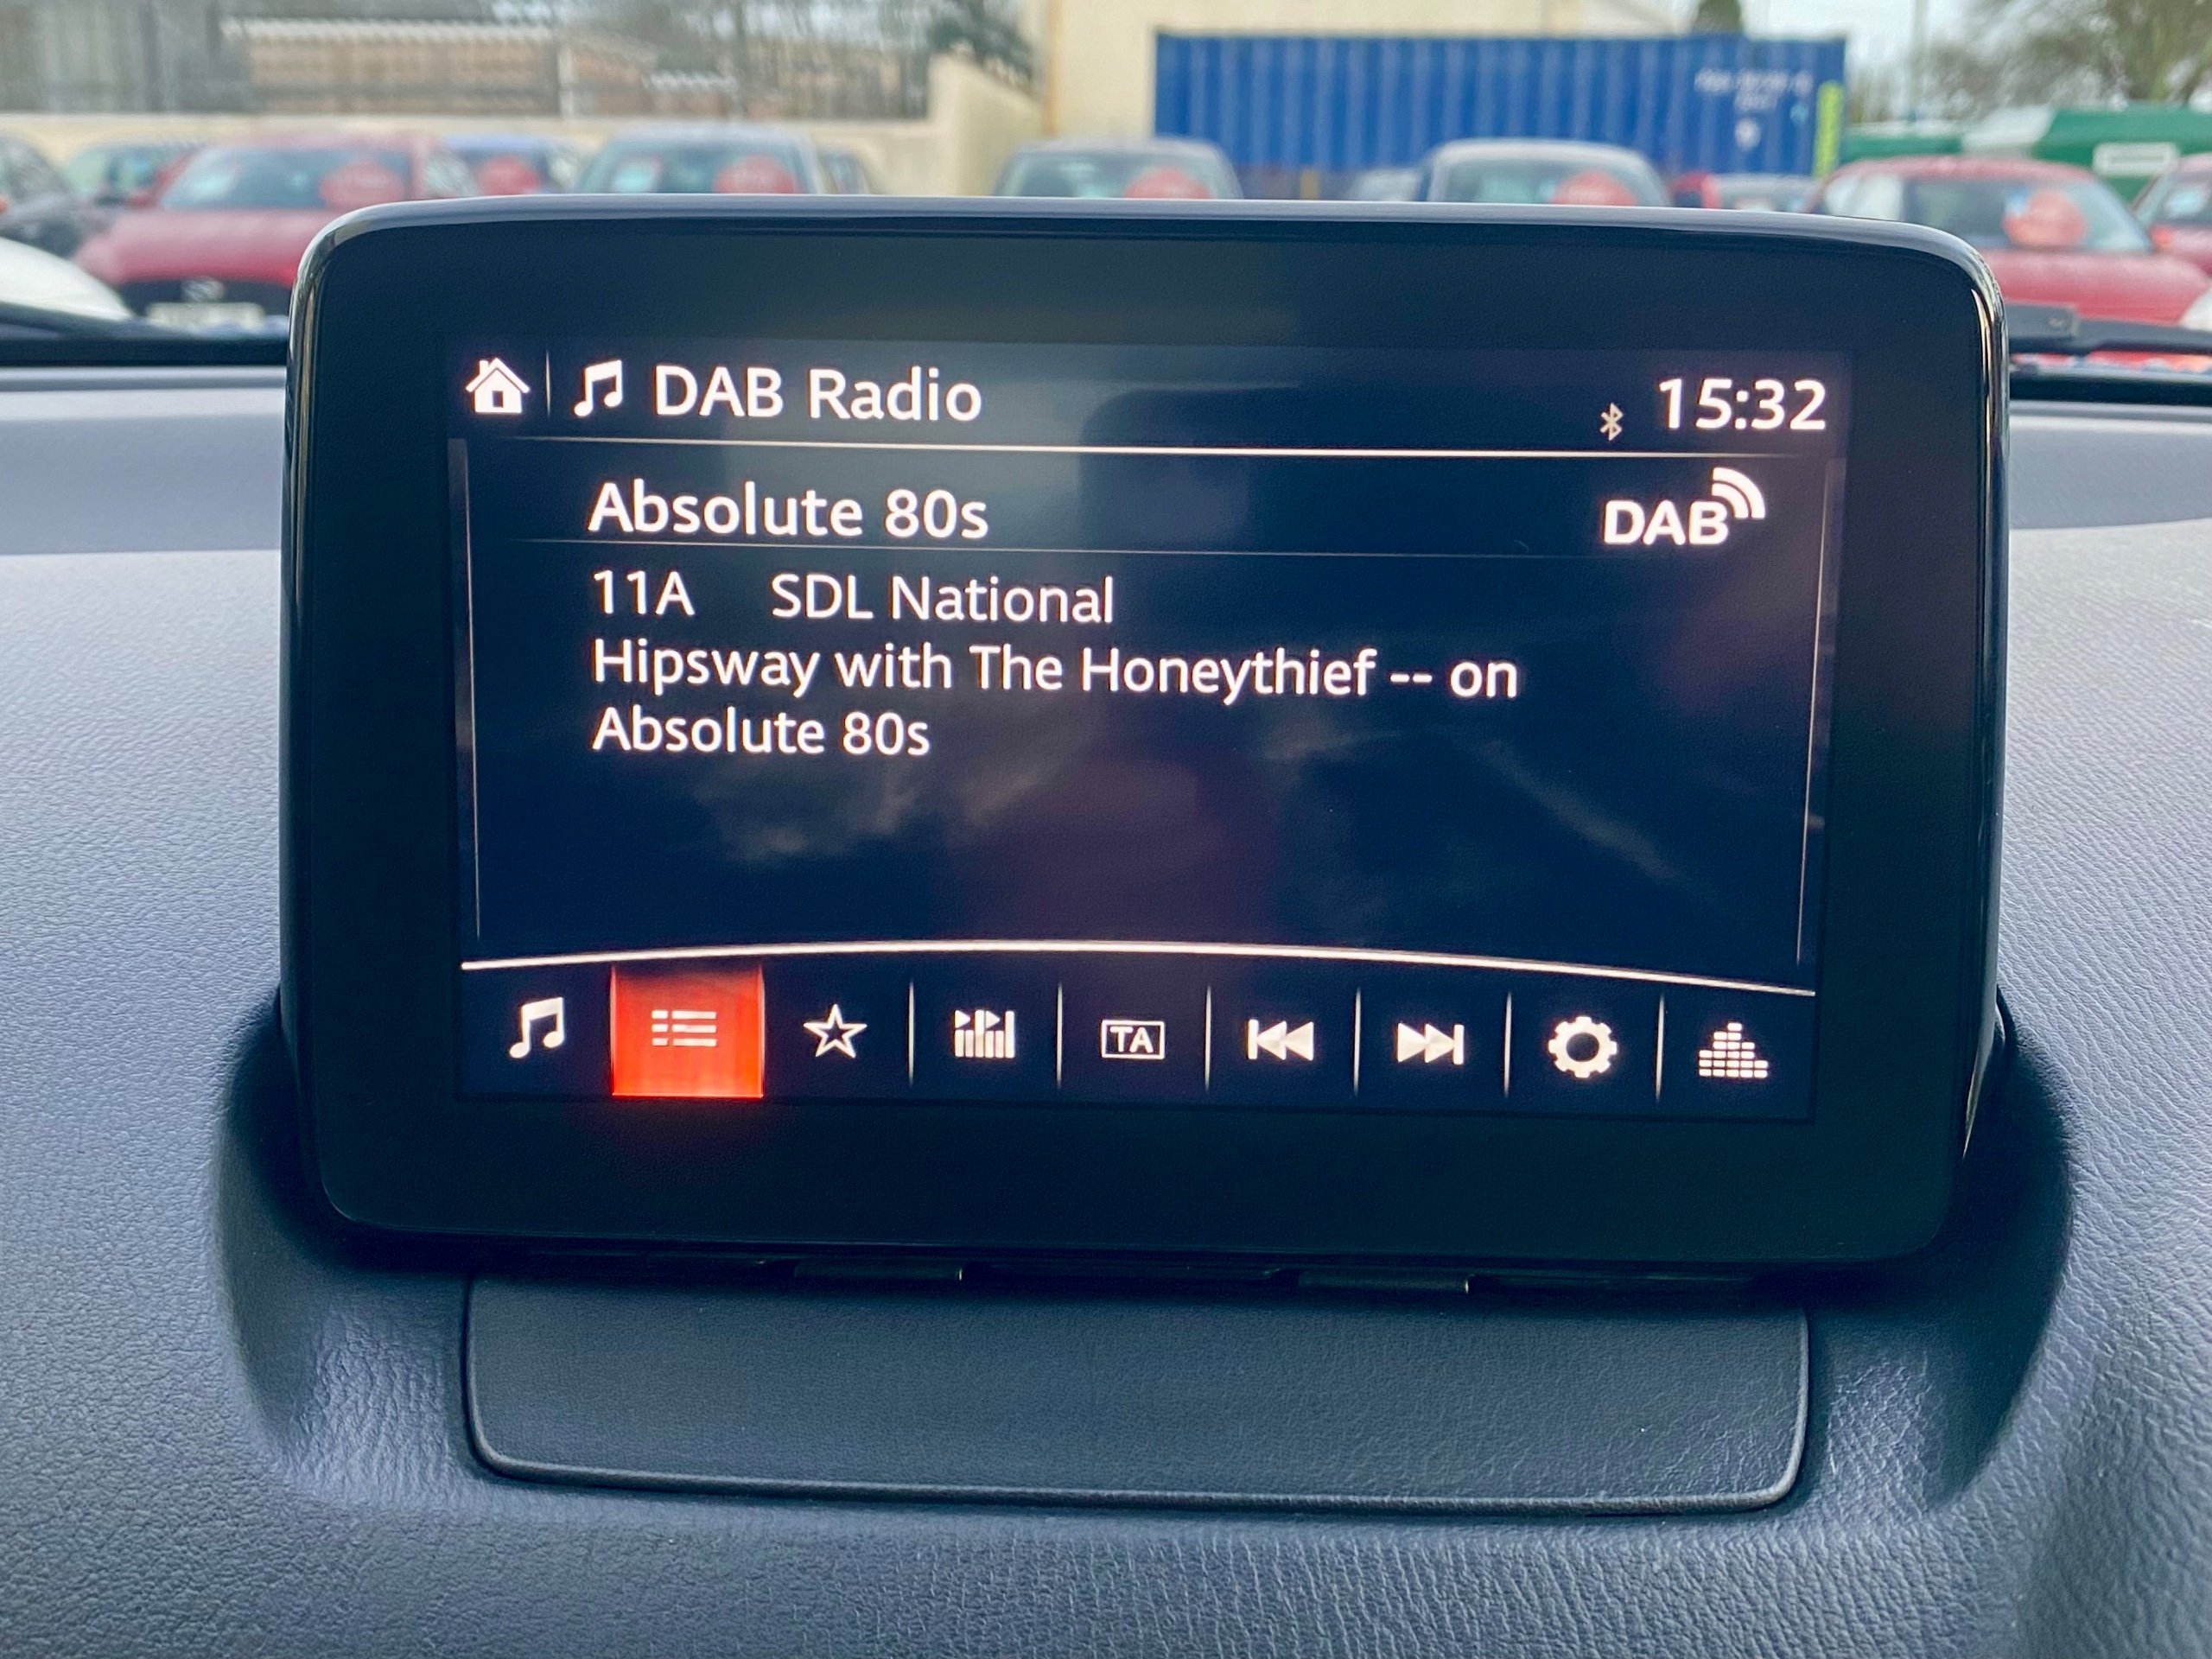 DAB Radio
15:32
Absolute 80s
DAB
11A SDL National
Hipsway with The Honeythief -- on
Absolute 80s
TA